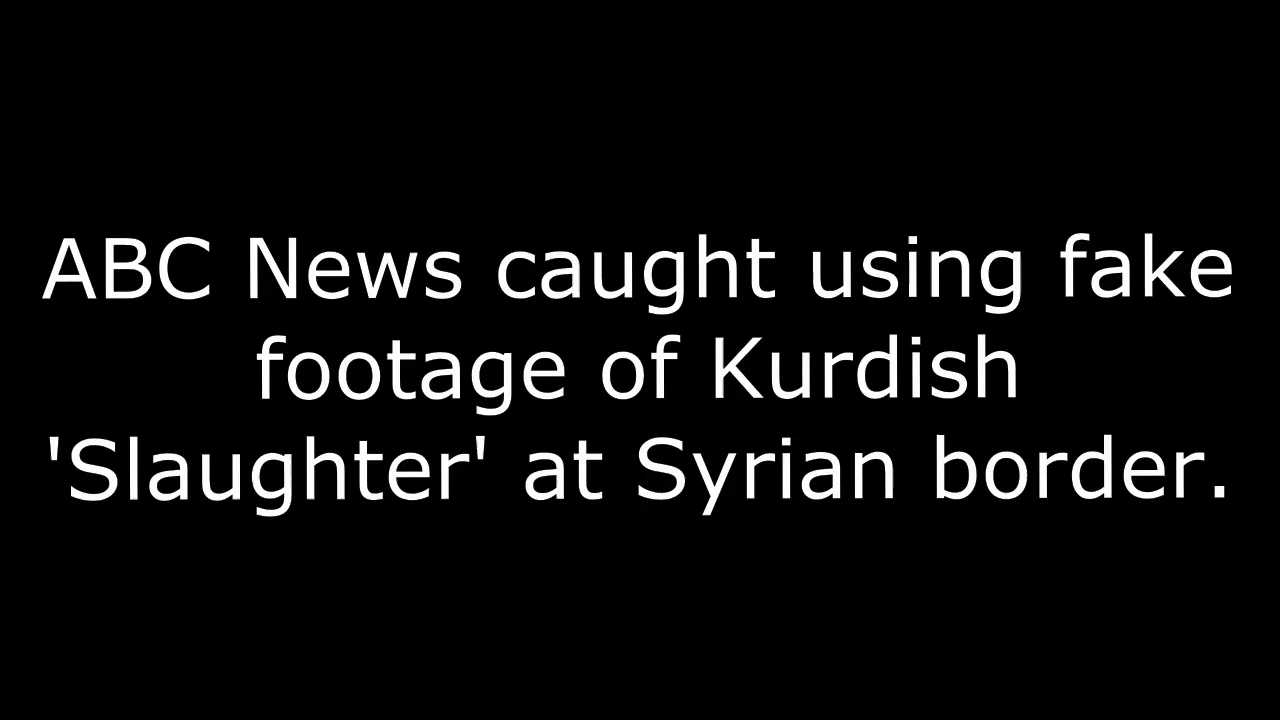 ABC News caught using fake
footage of Kurdish
'Slaughter' at Syrian border.